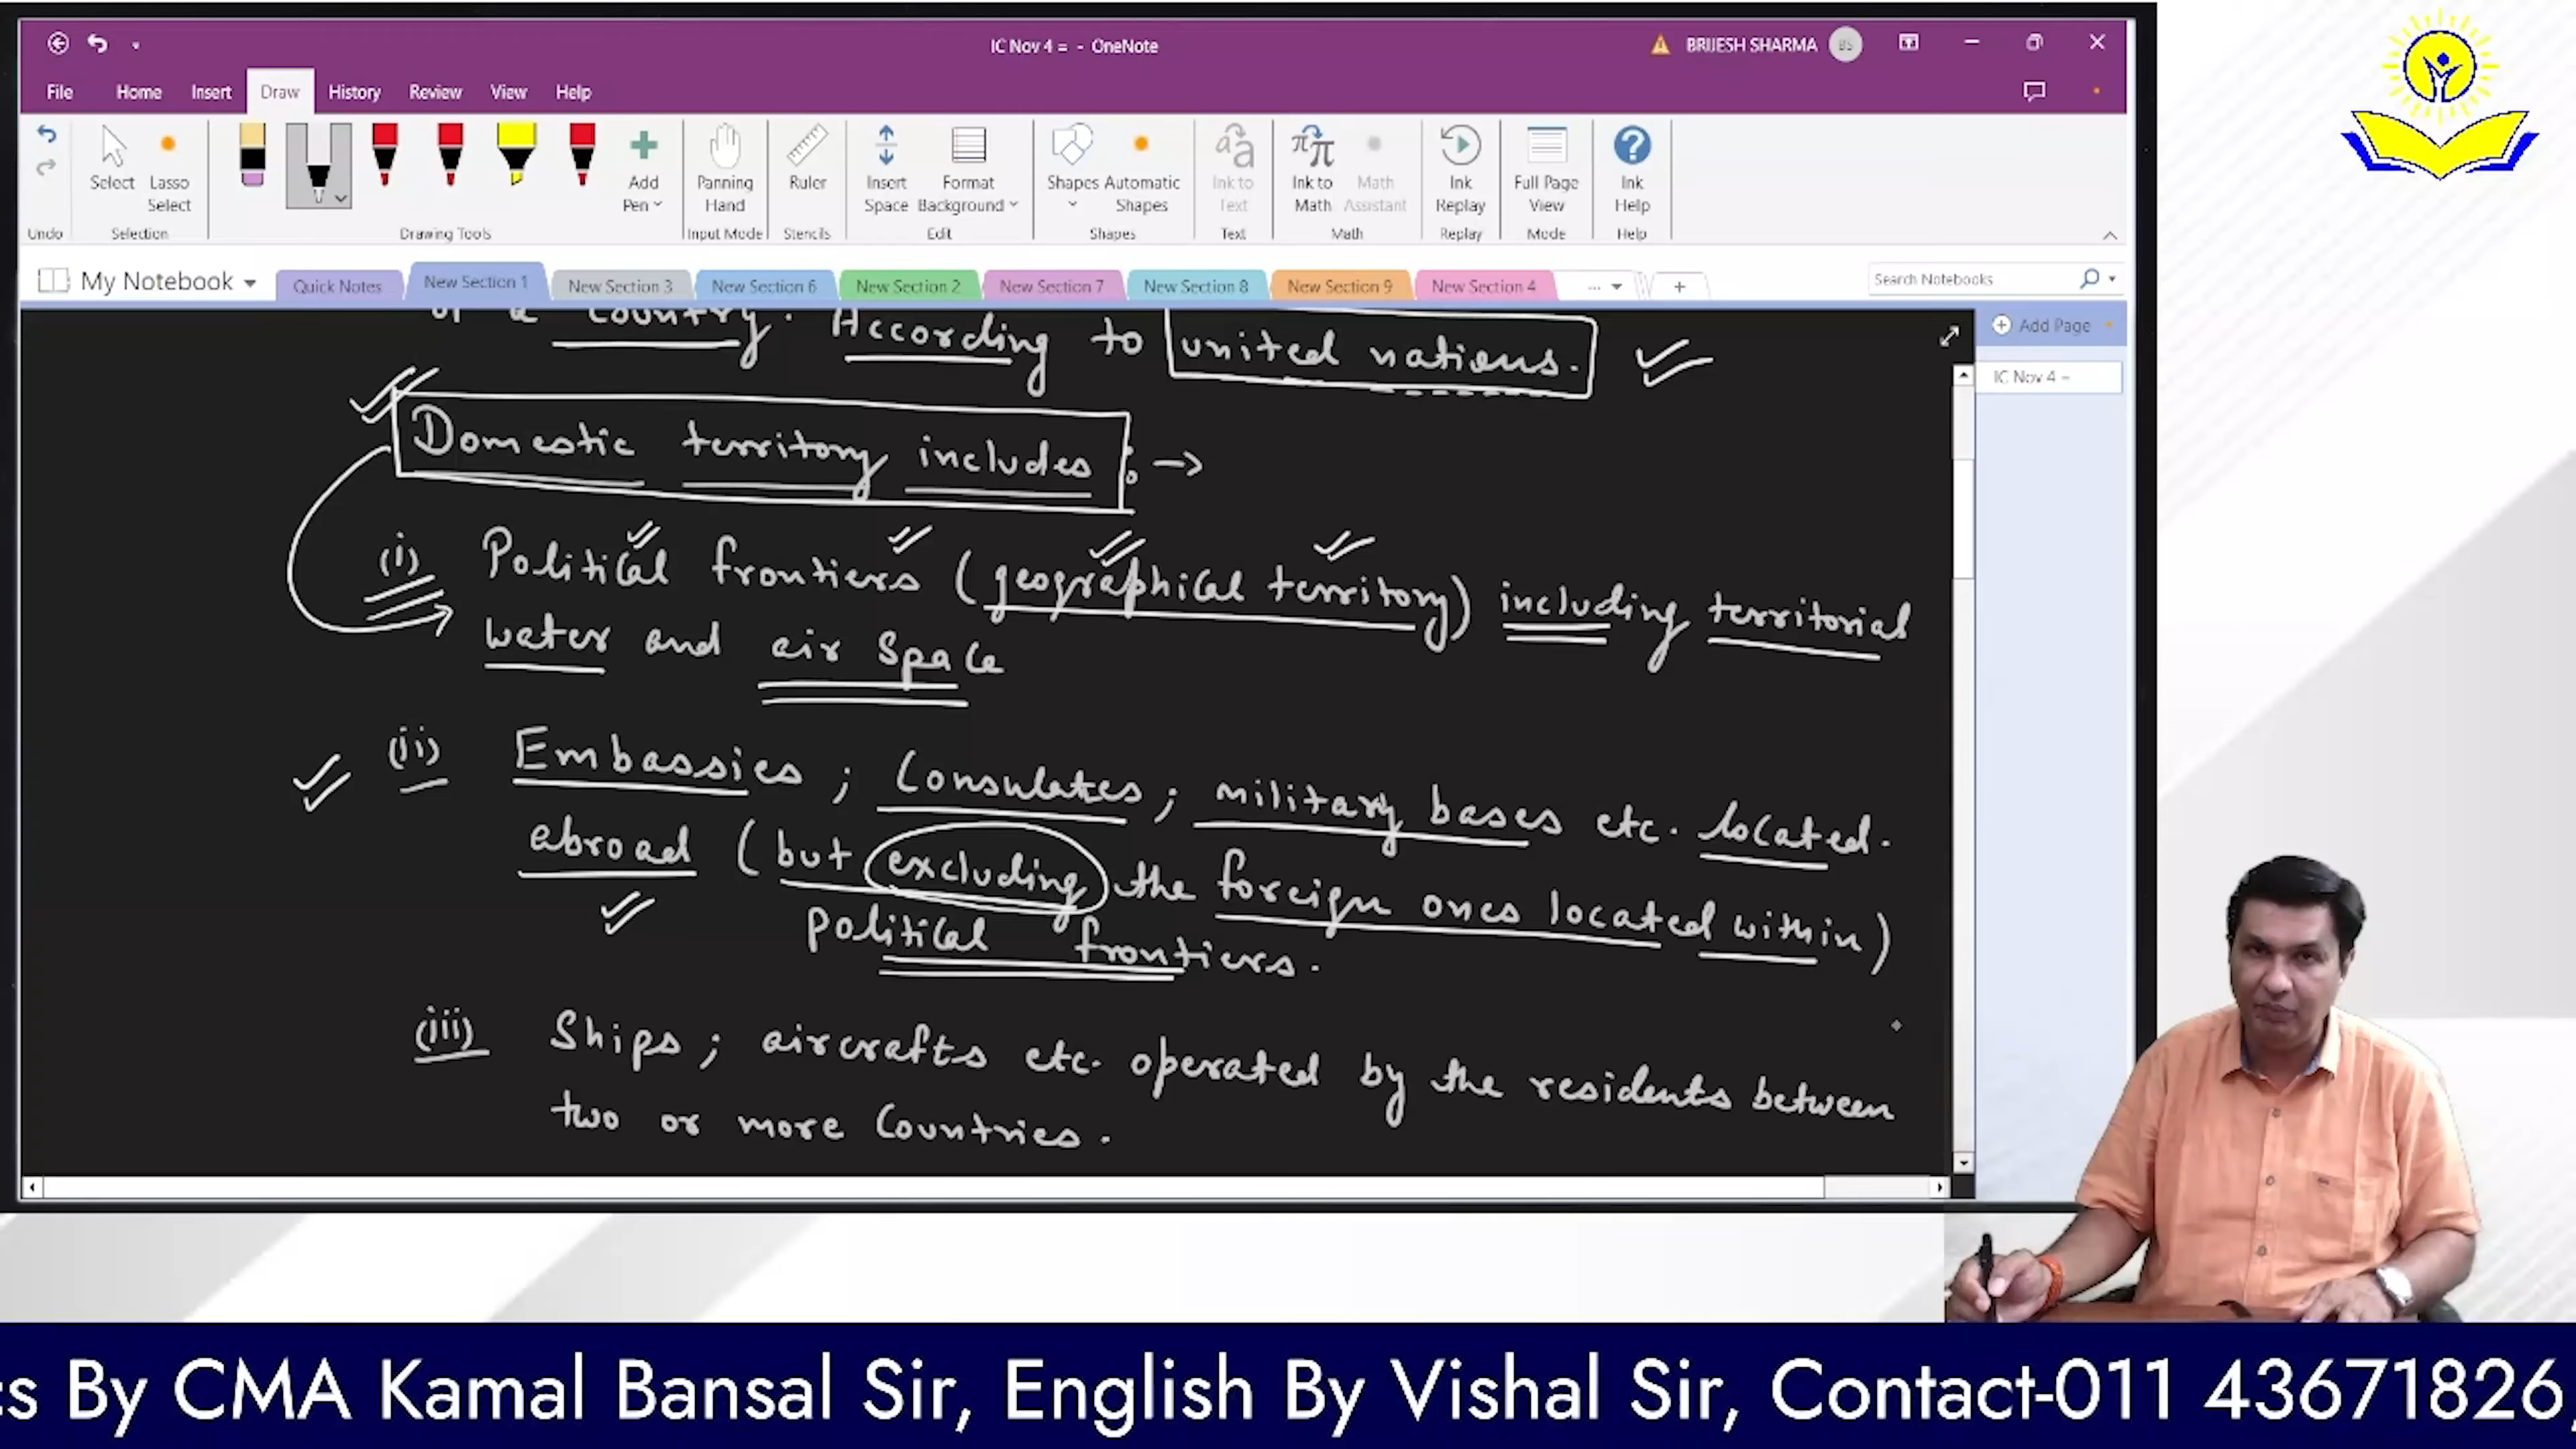 IC Nov 4 = - OneNote
BRIJESH SHARMA
BS
File Home Insert Draw History Review View Help
Select
Lasso Select
Add Pen
Panning Hand
Ruler
Insert Space
Format Background
Shapes
Automatic Shapes
Ink to Text
Ink to Math
Math Assistant
Ink Replay
Full Page View
Ink Help
Undo Selection Drawing Tools Input Mode Stencils Edit Shapes Text Math Replay Mode Help
My Notebook Quick Notes New Section 1 New Section 3 New Section 6 New Section 2 New Section 7 New Section 8 New Section 9 New Section 4 ... +
Search Notebooks
Add Page
IC Nov 4 =
of a country. According to united nations.
Domestic territory includes :→
(i) Political frontiers (geographical territory) including territorial
water and air space
(ii) Embassies ; Consulates ; military bases etc. located.
abroad (but excluding the foreign ones located within)
political frontiers.
(iii) Ships ; aircrafts etc. operated by the residents between
two or more Countries.
cs By CMA Kamal Bansal Sir, English By Vishal Sir, Contact-011 43671826,